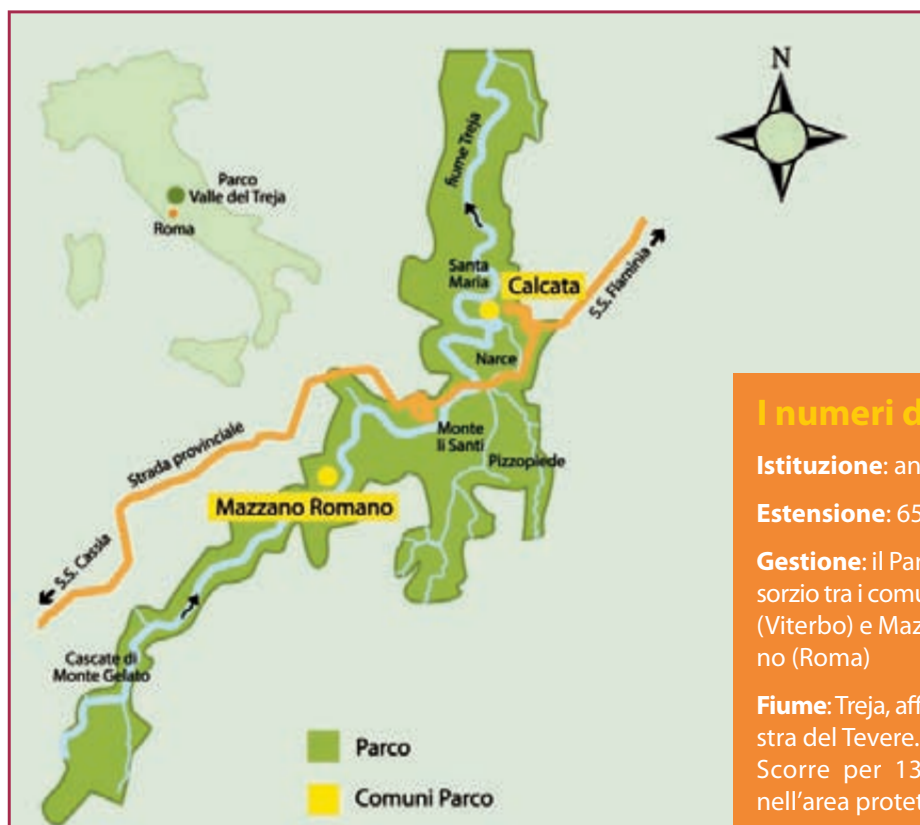 N
Parco
Valle del Treja
Roma
fiume Treja
Santa
Maria
Calcata
S.S. Flaminia
Narce
Monte
li Santi
Pizzopiede
Strada provinciale
Mazzano Romano
S.S. Cassia
Cascate di
Monte Gelato
Parco
Comuni Parco
I numeri d
Istituzione: an
Estensione: 65
Gestione: il Par
sorzio tra i comu
(Viterbo) e Maz
no (Roma)
Fiume: Treja, aff
stra del Tevere.
Scorre per 13
nell'area protet